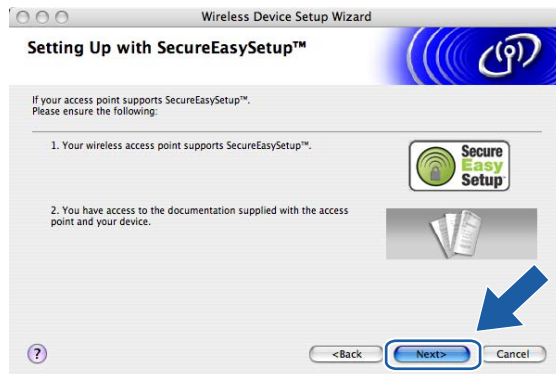 Wireless Device Setup Wizard
Setting Up with SecureEasySetup™
If your access point supports SecureEasySetup™.
Please ensure the following:
1. Your wireless access point supports SecureEasySetup™.
Secure
Easy
Setup
2. You have access to the documentation supplied with the access
point and your device.
?
<Back
Next>
Cancel